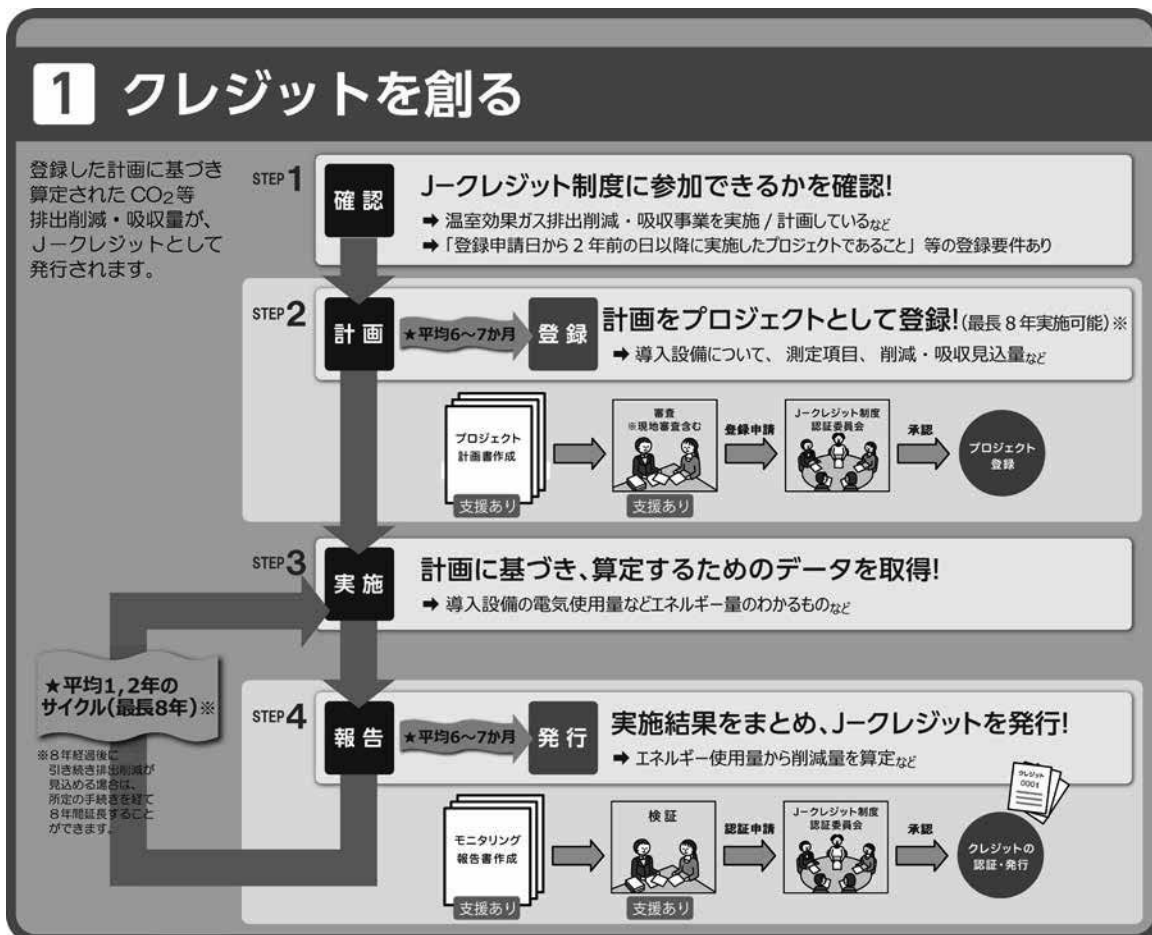 1 クレジットを創る
登録した計画に基づき
算定されたCO2等
排出削減・吸収量が、
Jークレジットとして
発行されます。
STEP1
確認
Jークレジット制度に参加できるかを確認!
➡ 温室効果ガス排出削減・吸収事業を実施/計画しているなど
➡「登録申請日から2年前の日以降に実施したプロジェクトであること」等の登録要件あり
STEP2
計画
★平均6〜7か月
登録
計画をプロジェクトとして登録!(最長8年実施可能)※
➡ 導入設備について、測定項目、削減・吸収見込量など
プロジェクト
計画書作成
支援あり
審査
※現地審査含む
支援あり
登録申請
Jークレジット制度
認証委員会
承認
プロジェクト
登録
STEP3
実施
計画に基づき、算定するためのデータを取得!
➡ 導入設備の電気使用量などエネルギー量のわかるものなど
★平均1,2年の
サイクル(最長8年)※
※8年経過後に
引き続き排出削減が
見込める場合は、
所定の手続きを経て
8年間延長すること
ができます。
STEP4
報告
★平均6〜7か月
発行
実施結果をまとめ、Jークレジットを発行!
➡ エネルギー使用量から削減量を算定など
モニタリング
報告書作成
支援あり
検証
支援あり
認証申請
Jークレジット制度
認証委員会
承認
クレジット
0001
クレジットの
認証・発行